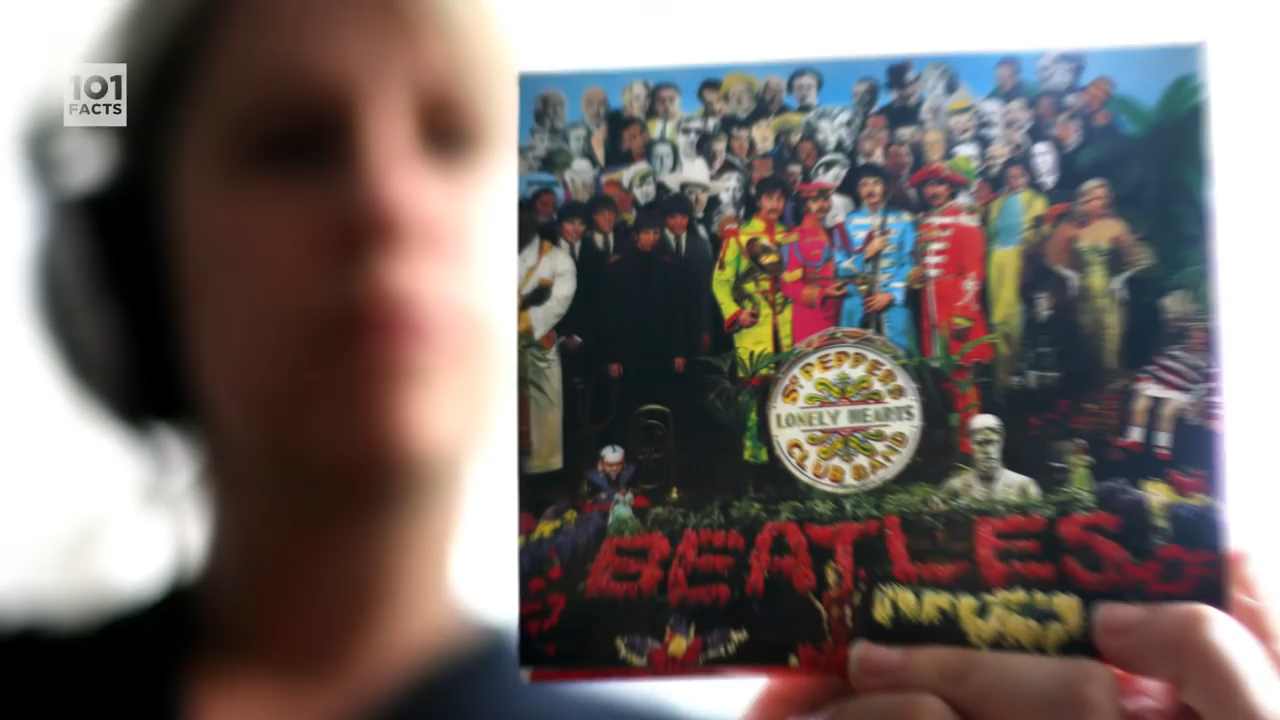 101
FACTS
SGT PEPPERS
LONELY HEARTS
CLUB BAND
BEATLES